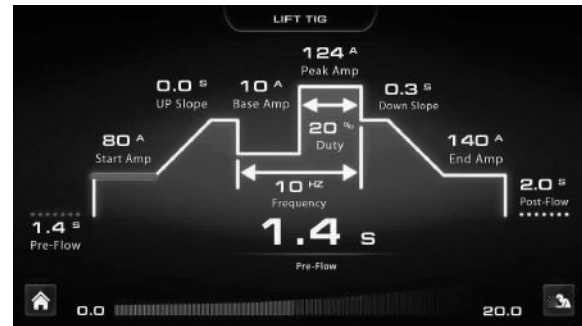 LIFT TIG
124 A
Peak Amp
0.0 S
UP Slope
10 A
Base Amp
0.3 S
Down Slope
20 %
Duty
80 A
Start Amp
140 A
End Amp
10 HZ
Frequency
2.0 S
Post-Flow
1.4 S
Pre-Flow
1.4 S
Pre-Flow
0.0
20.0